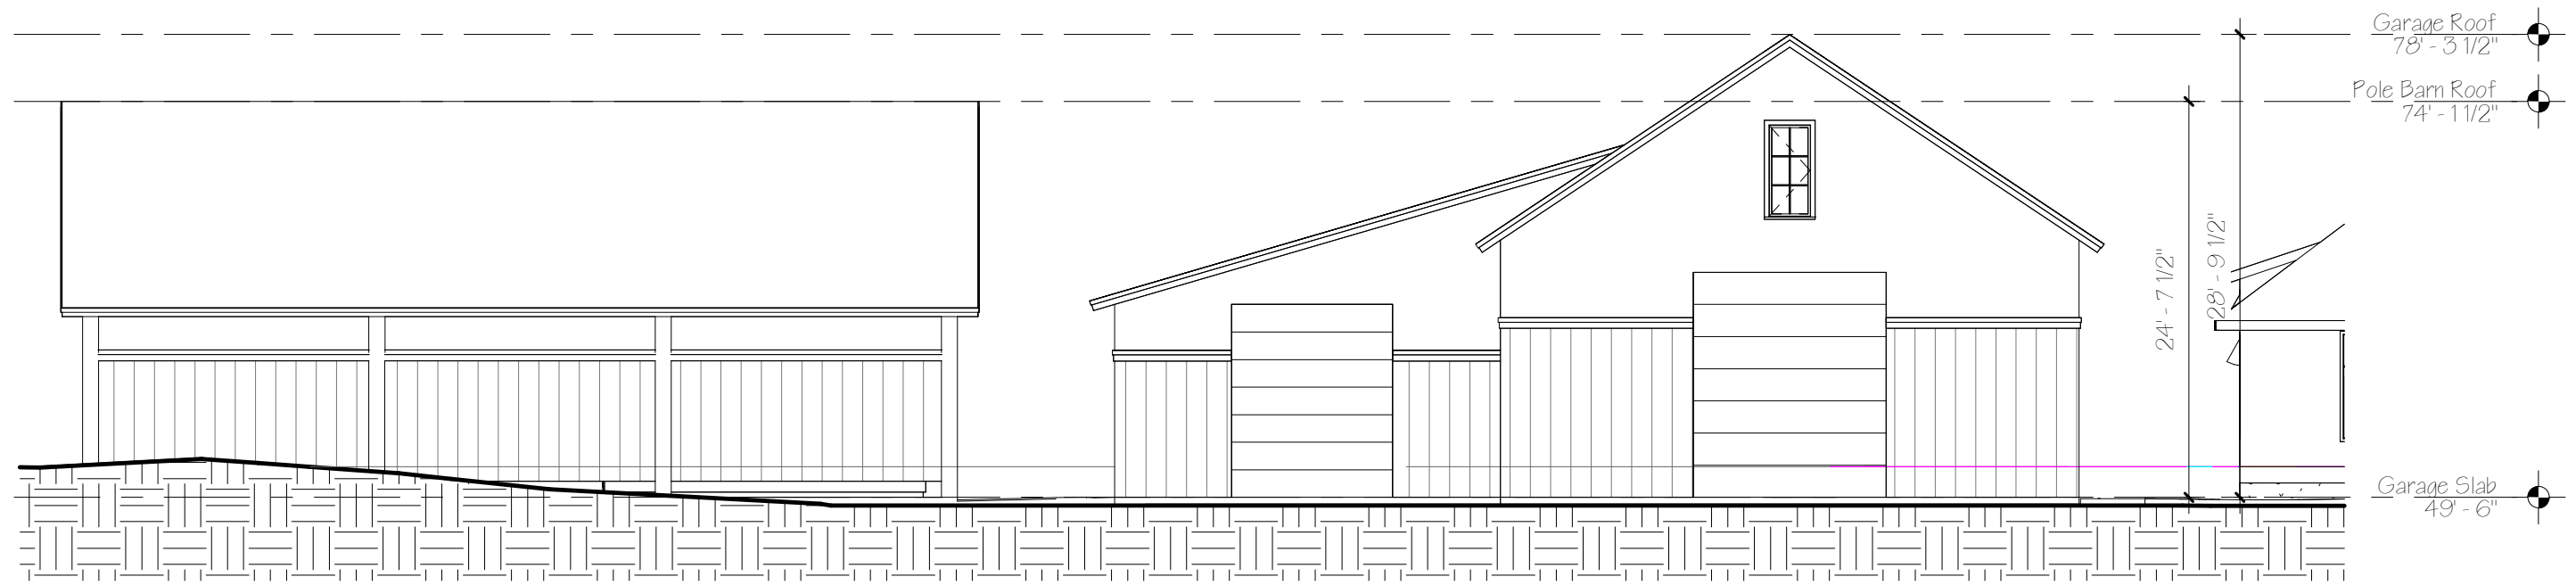 Garage Roof
78' - 3 1/2"
Pole Barn Roof
74' - 1 1/2"
24' - 7 1/2"
28' - 9 1/2"
Garage Slab
49' - 6"